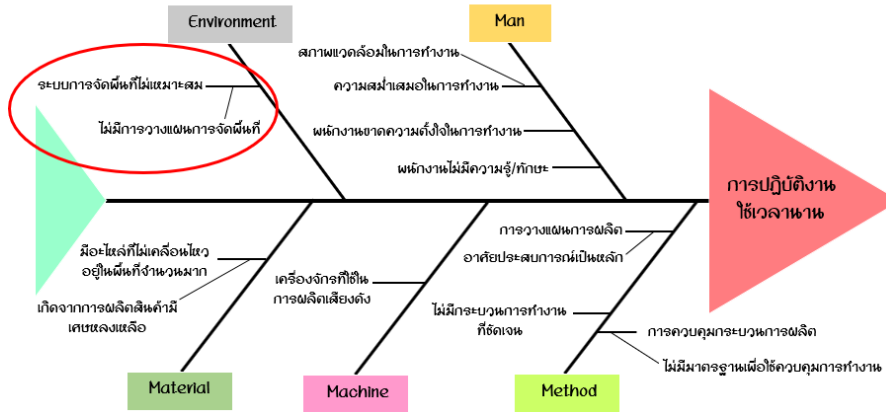 Environment
Man
สภาพแวดล้อมในการทำงาน
ระบบการจัดพื้นที่ไม่เหมาะสม
ความสม่ำเสมอในการทำงาน
ไม่มีการวางแผนการจัดพื้นที่
พนักงานขาดความตั้งใจในการทำงาน
พนักงานไม่มีความรู้/ทักษะ
การปฏิบัติงาน
ใช้เวลานาน
การวางแผนการผลิต
อาศัยประสบการณ์เป็นหลัก
มีอะไหล่ที่ไม่เคลื่อนไหว
อยู่ในพื้นที่จำนวนมาก
เครื่องจักรที่ใช้ใน
การผลิตเสียงดัง
เกิดจากการผลิตสินค้ามี
เศษหลงเหลือ
ไม่มีกระบวนการทำงาน
ที่ชัดเจน
การควบคุมกระบวนการผลิต
ไม่มีมาตรฐานเพื่อใช้ควบคุมการทำงาน
Material
Machine
Method